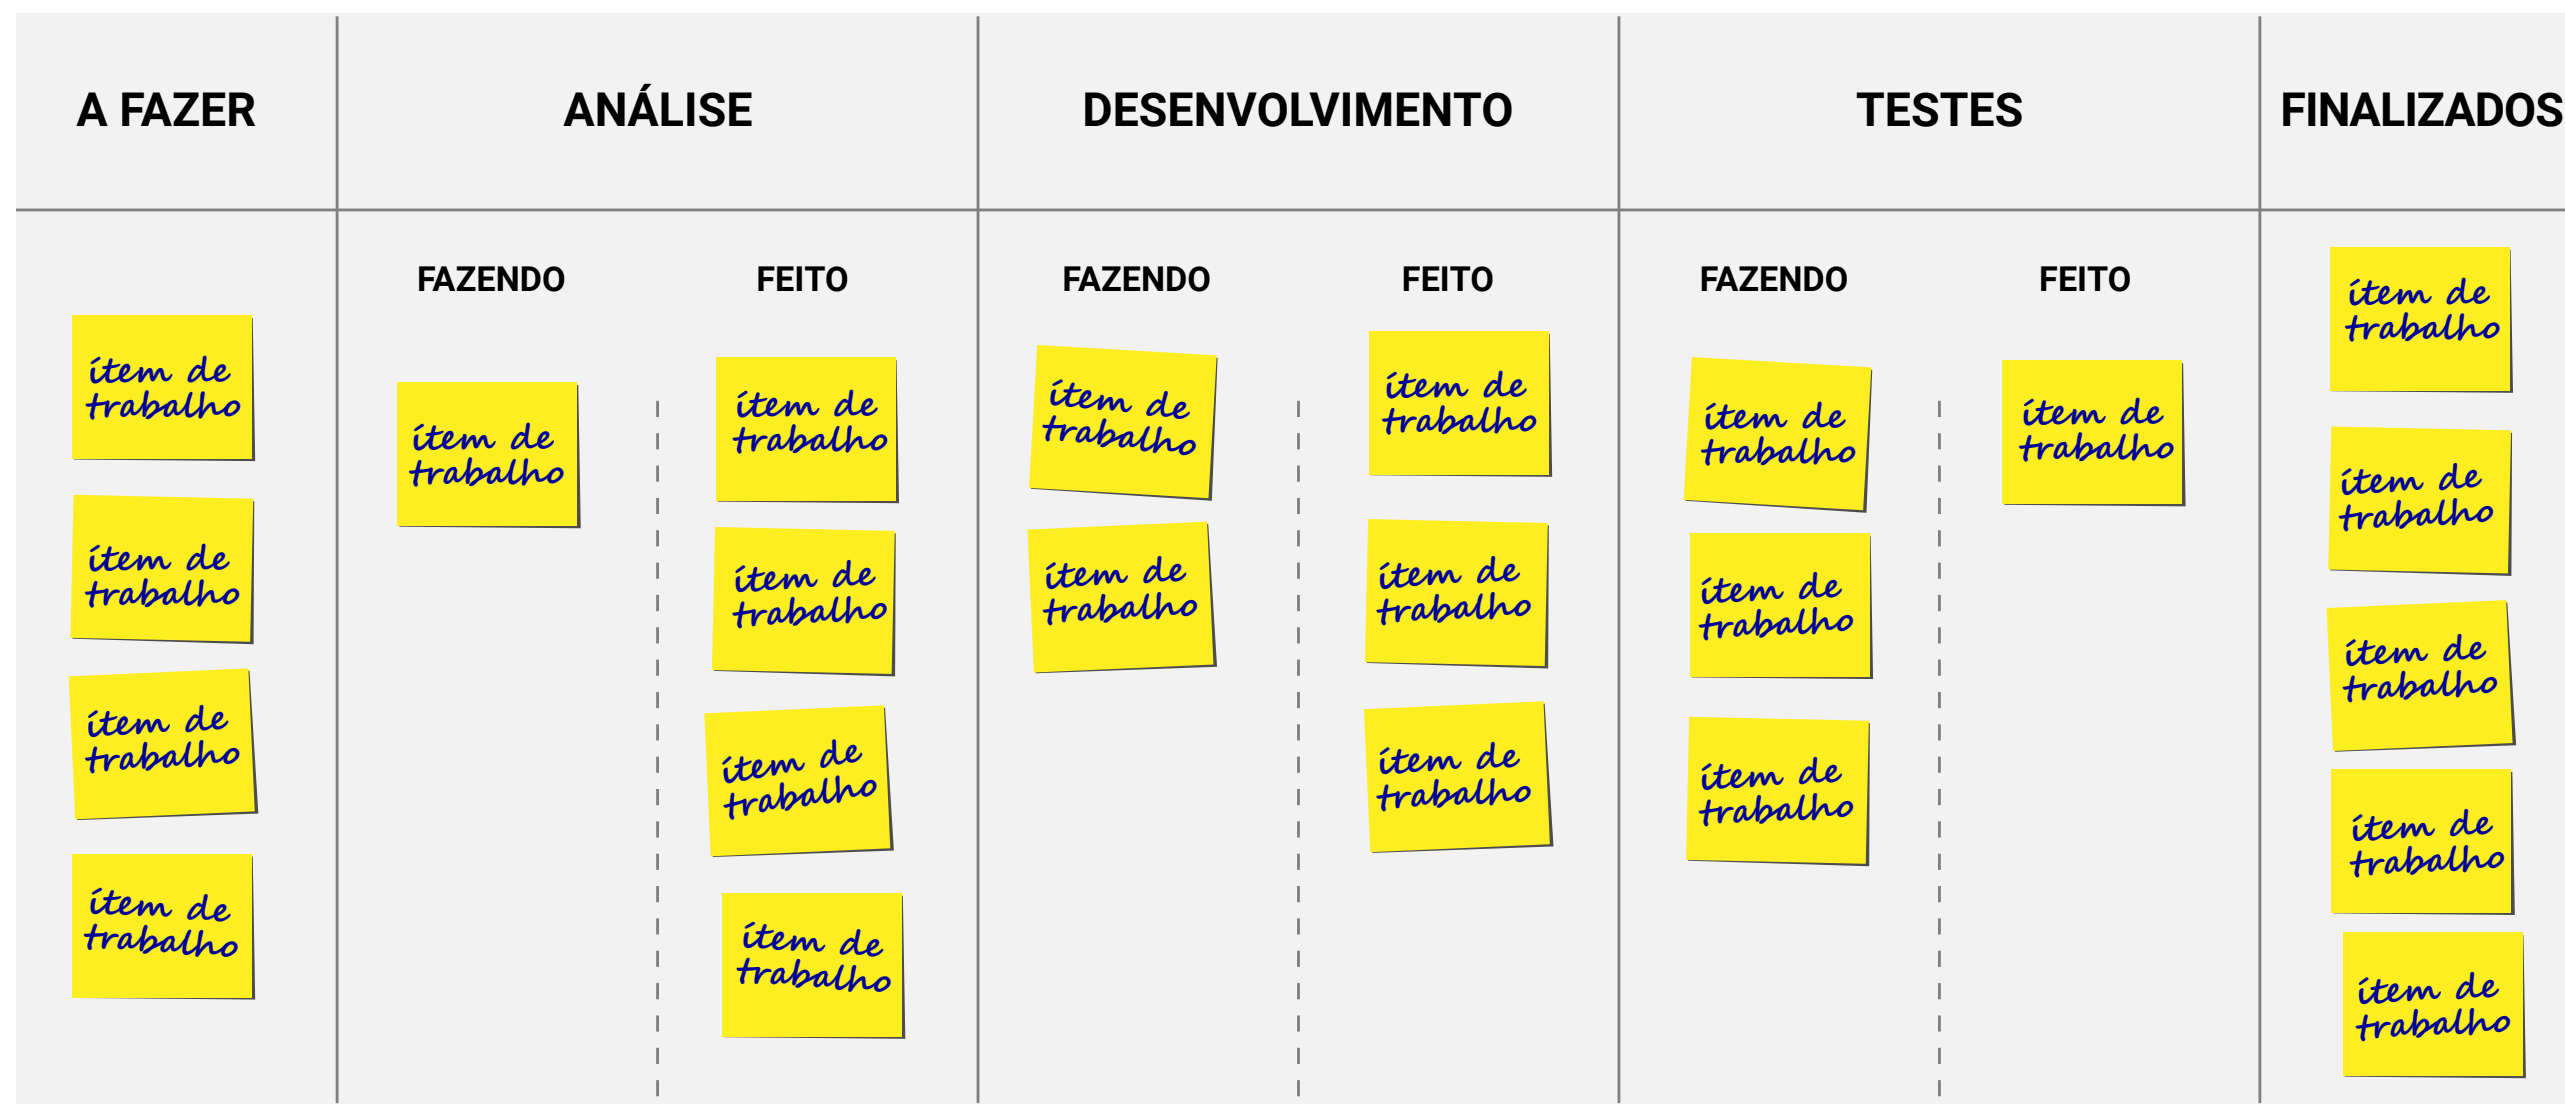 A FAZER
ANÁLISE
DESENVOLVIMENTO
TESTES
FINALIZADOS
ítem de
trabalho
ítem de
trabalho
ítem de
trabalho
ítem de
trabalho
FAZENDO
ítem de
trabalho
FEITO
ítem de
trabalho
ítem de
trabalho
ítem de
trabalho
ítem de
trabalho
FAZENDO
ítem de
trabalho
ítem de
trabalho
FEITO
ítem de
trabalho
ítem de
trabalho
ítem de
trabalho
FAZENDO
ítem de
trabalho
ítem de
trabalho
ítem de
trabalho
FEITO
ítem de
trabalho
ítem de
trabalho
ítem de
trabalho
ítem de
trabalho
ítem de
trabalho
ítem de
trabalho